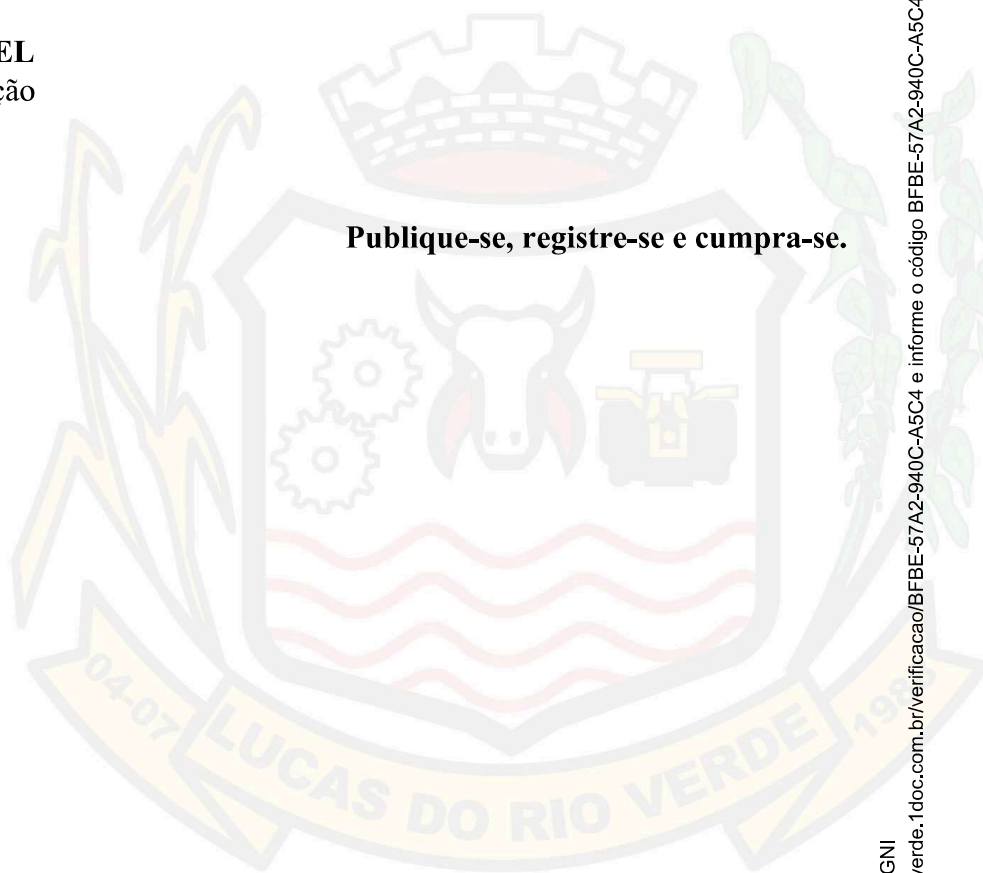 EL
ção
Publique-se, registre-se e cumpra-se.
04-07
LUCAS DO RIO VERDE
GNI
verde.1doc.com.br/verificacao/BFBE-57A2-940C-A5C4 e informe o código BFBE-57A2-940C-A5C4